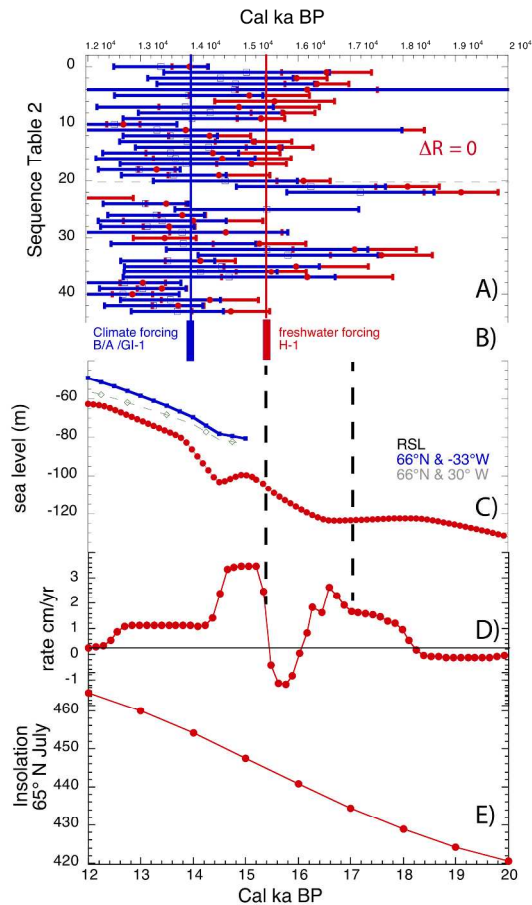 Cal ka BP
1.2 10⁴ 1.3 10⁴ 1.4 10⁴ 1.5 10⁴ 1.6 10⁴ 1.7 10⁴ 1.8 10⁴ 1.9 10⁴ 2 10⁴
Sequence Table 2
0
10
20
30
40
ΔR = 0
A)
Climate forcing
B/A /GI-1
freshwater forcing
H-1
B)
sea level (m)
-60
-80
-100
-120
RSL
66°N & -33°W
66°N & 30° W
C)
rate cm/yr
3
2
1
0
-1
D)
Insolation
65° N July
460
450
440
430
420
E)
12 13 14 15 16 17 18 19 20
Cal ka BP